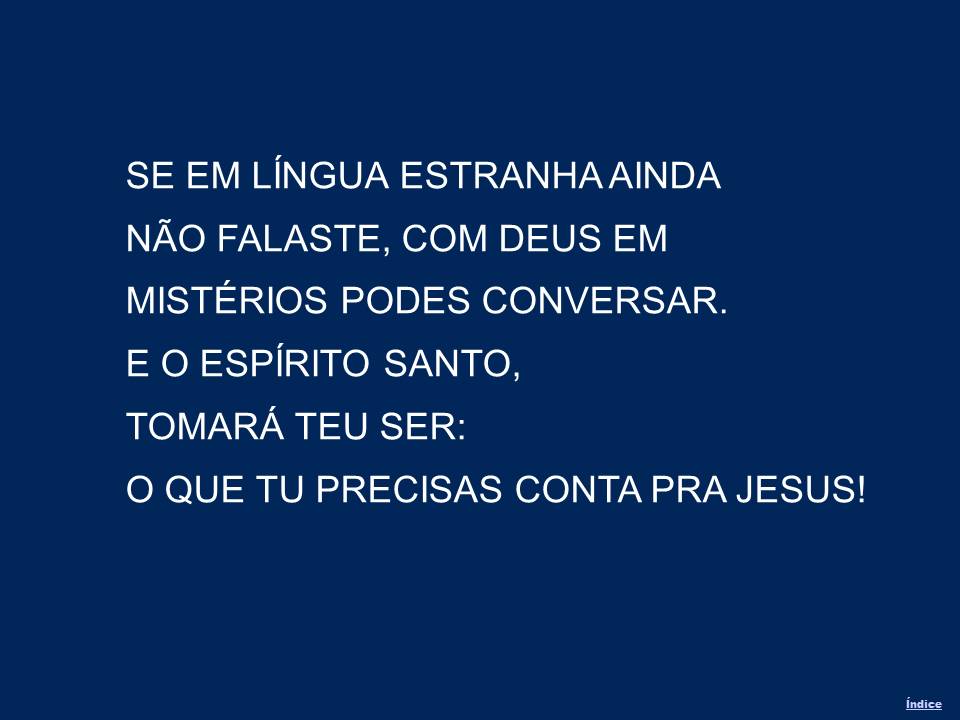 SE EM LÍNGUA ESTRANHA AINDA
NÃO FALASTE, COM DEUS EM
MISTÉRIOS PODES CONVERSAR.
E O ESPÍRITO SANTO,
TOMARÁ TEU SER:
O QUE TU PRECISAS CONTA PRA JESUS!
Índice